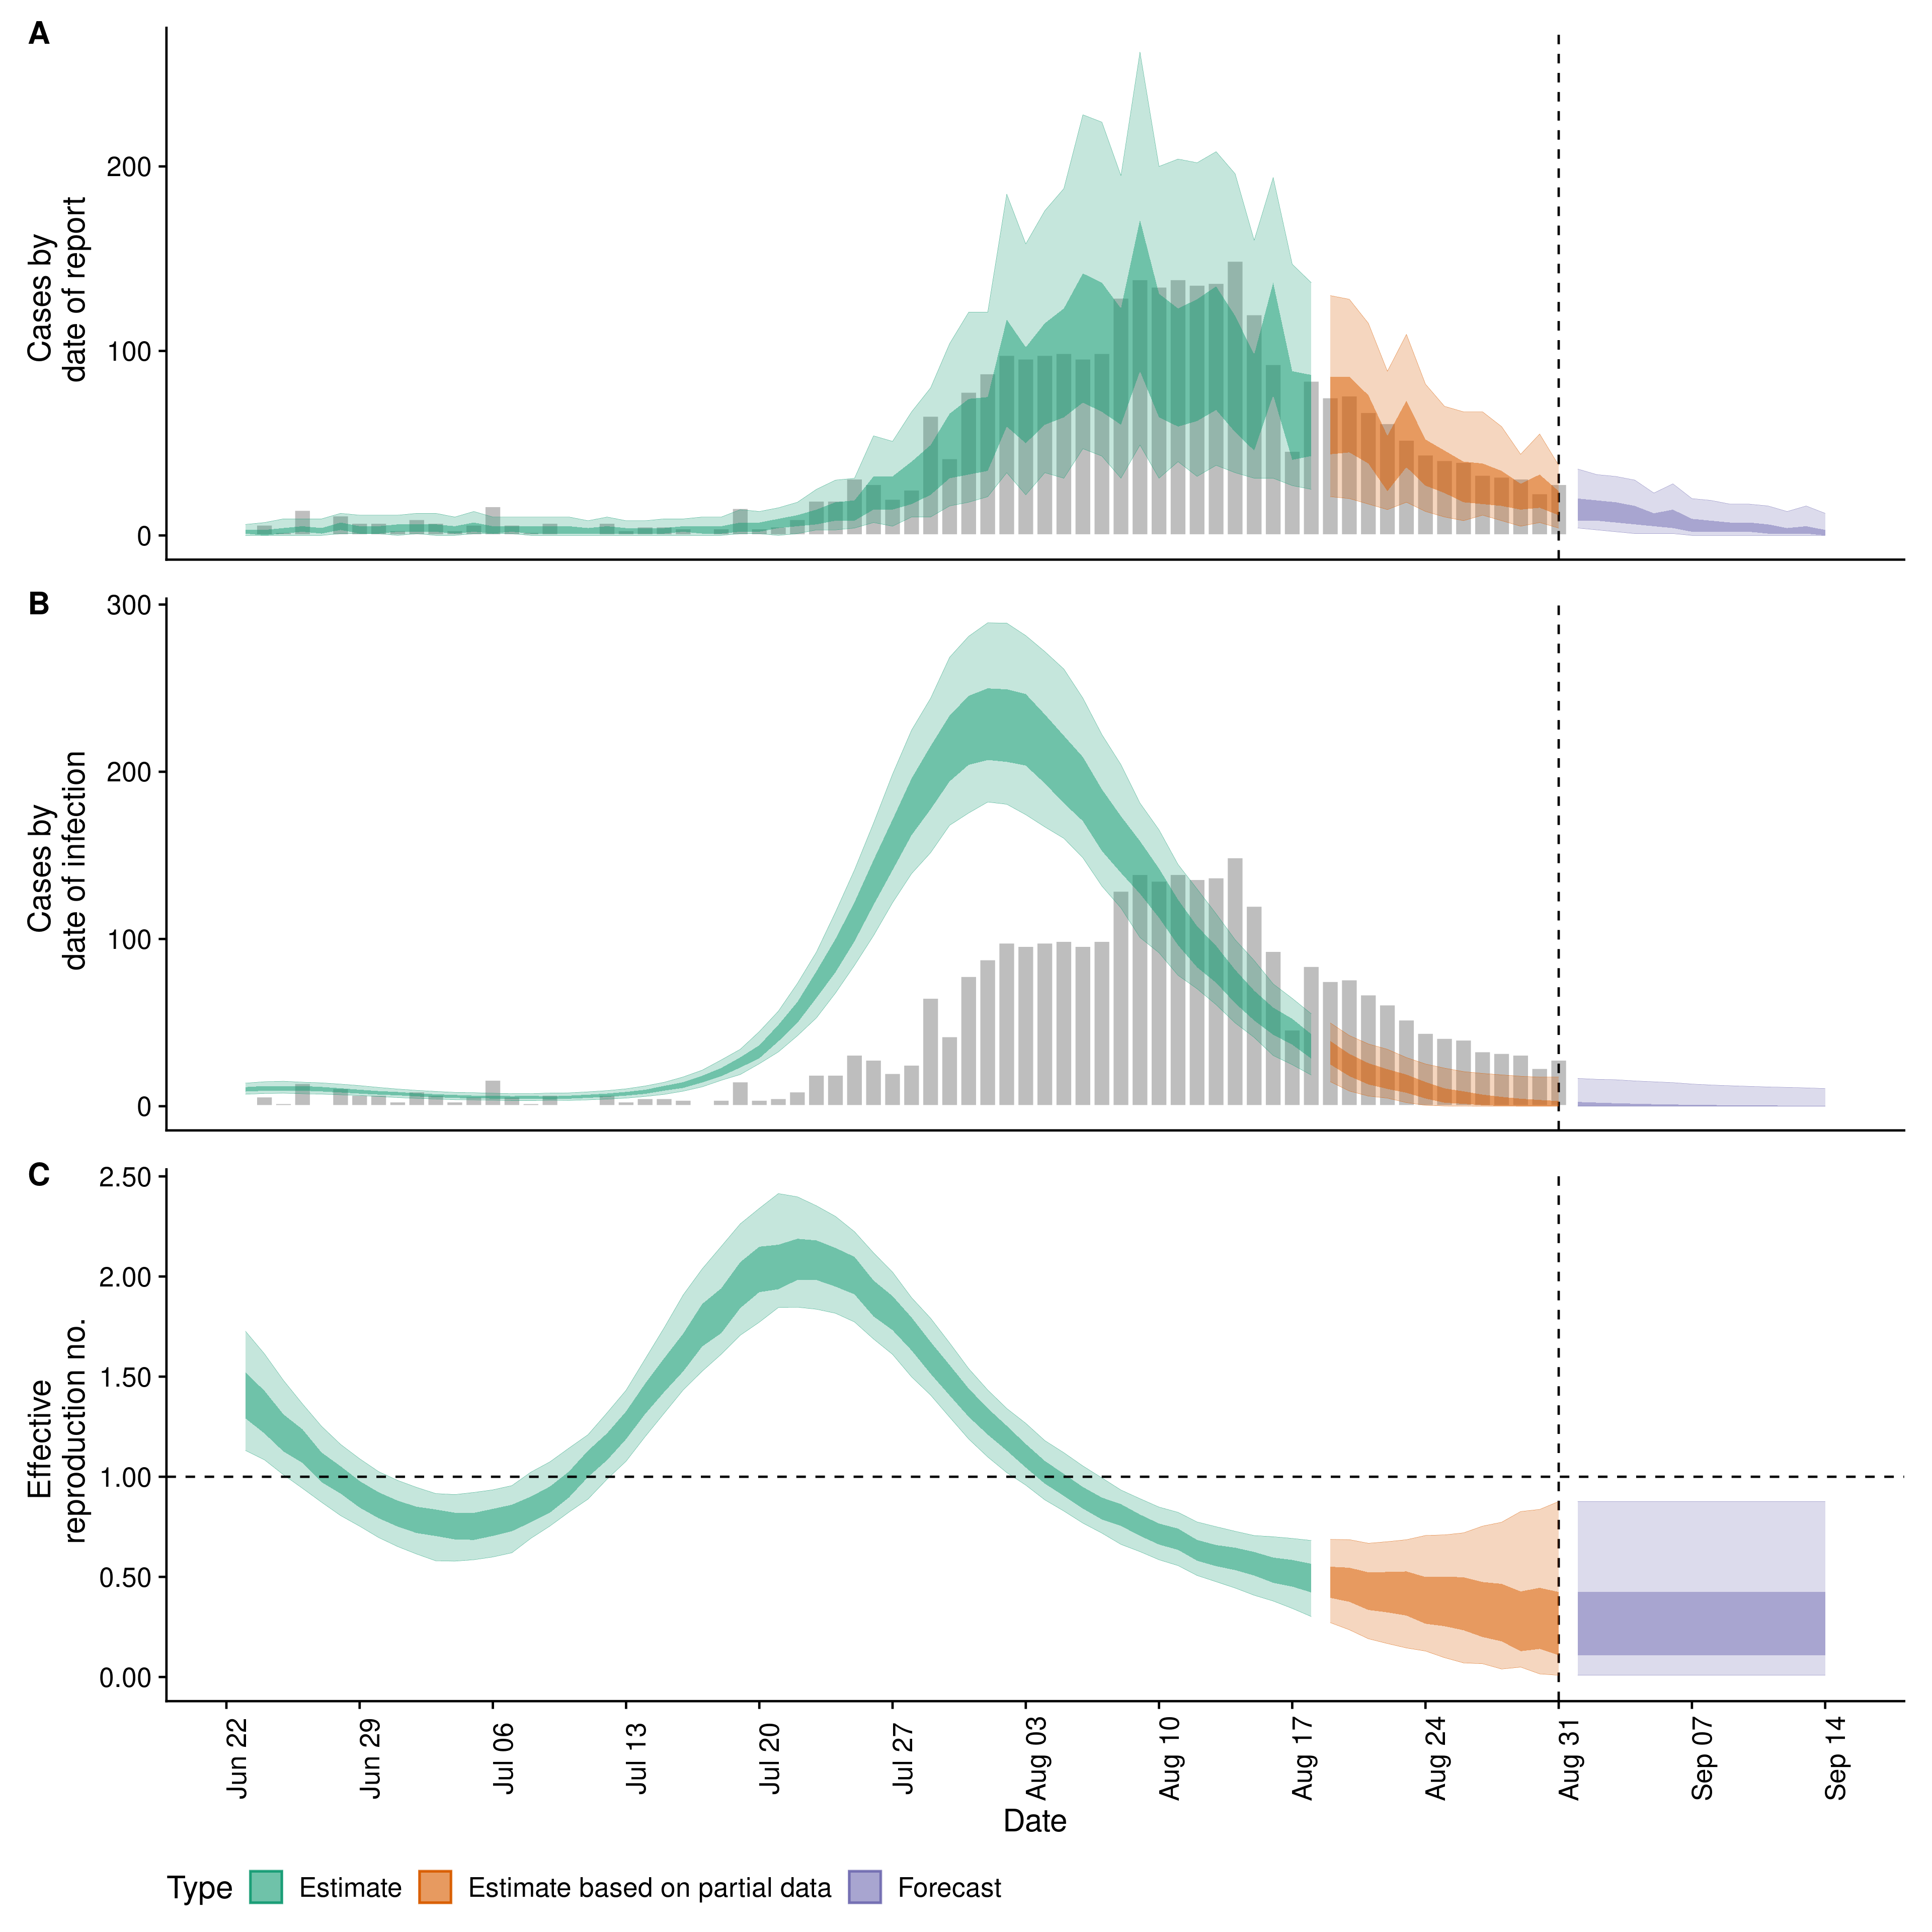 A
Cases by
date of report
200
100
0
B
Cases by
date of infection
300
200
100
0
C
Effective
reproduction no.
2.50
2.00
1.50
1.00
0.50
0.00
Jun 22
Jun 29
Jul 06
Jul 13
Jul 20
Jul 27
Aug 03
Aug 10
Aug 17
Aug 24
Aug 31
Sep 07
Sep 14
Date
Type Estimate Estimate based on partial data Forecast